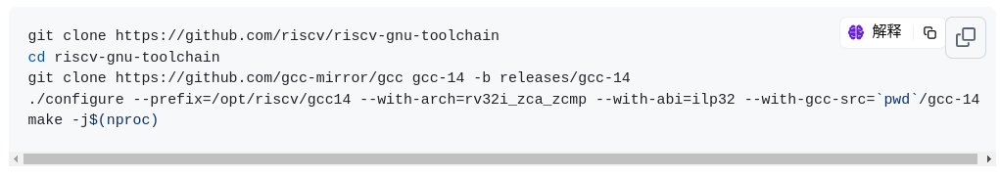 解释
git clone https://github.com/riscv/riscv-gnu-toolchain
cd riscv-gnu-toolchain
git clone https://github.com/gcc-mirror/gcc gcc-14 -b releases/gcc-14
./configure --prefix=/opt/riscv/gcc14 --with-arch=rv32i_zca_zcmp --with-abi=ilp32 --with-gcc-src=`pwd`/gcc-14
make -j$(nproc)